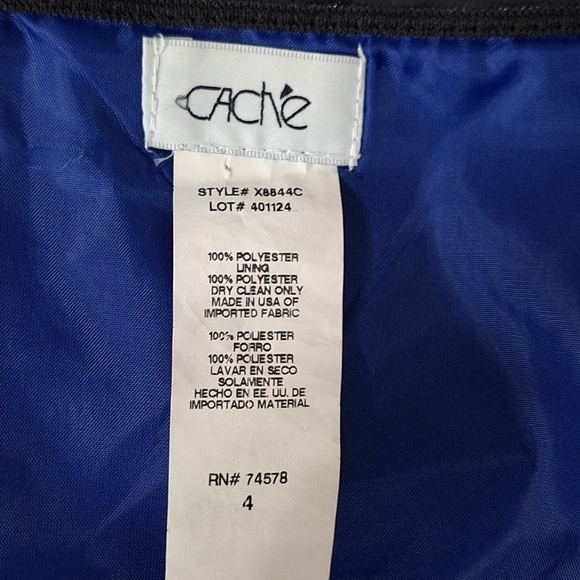 CACHÉ
STYLE# X8844C
LOT# 401124
100% POLYESTER
LINING
100% POLYESTER
DRY CLEAN ONLY
MADE IN USA OF
IMPORTED FABRIC
100% POLIESTER
FORRO
100% POLIESTER
LAVAR EN SECO
SOLAMENTE
HECHO EN EE. UU. DE
IMPORTADO MATERIAL
RN# 74578
4